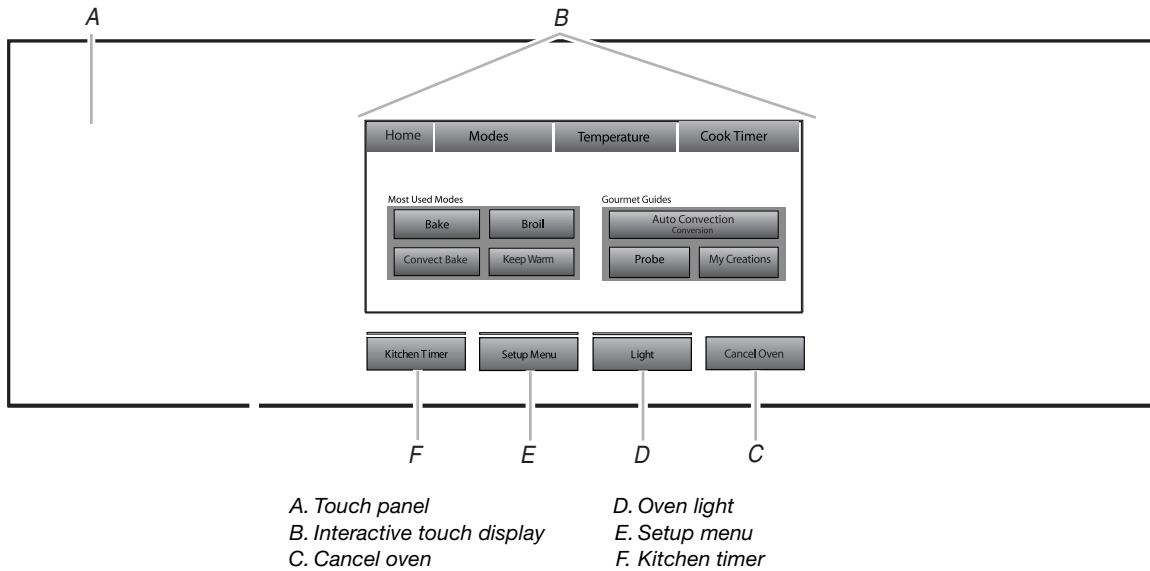 A B
Home Modes Temperature Cook Timer
Most Used Modes Gourmet Guides
Bake Broil Auto Convection
Conversion
Convect Bake Keep Warm Probe My Creations
Kitchen Timer Setup Menu Light Cancel Oven
F E D C
A. Touch panel D. Oven light
B. Interactive touch display E. Setup menu
C. Cancel oven F. Kitchen timer